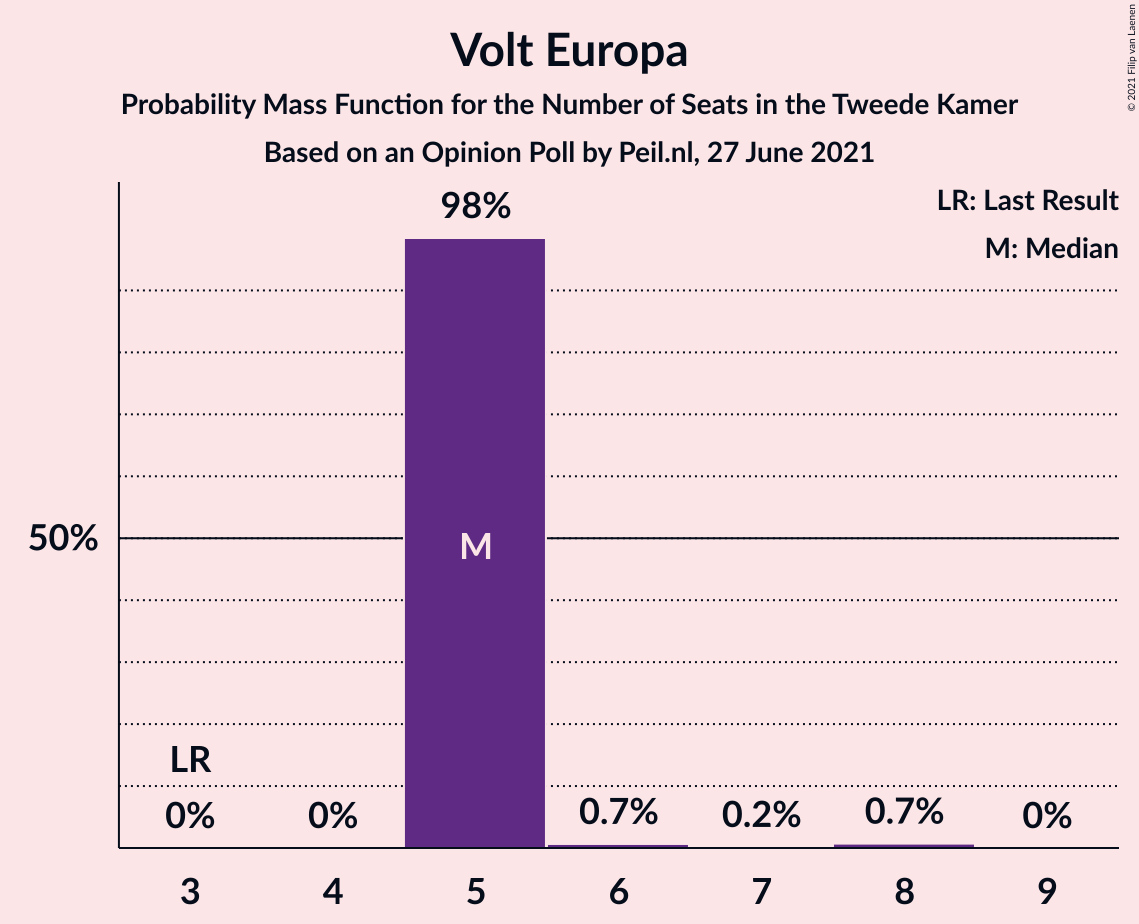 Volt Europa
Probability Mass Function for the Number of Seats in the Tweede Kamer
Based on an Opinion Poll by Peil.nl, 27 June 2021
© 2021 Filip van Laenen
LR: Last Result
M: Median
98%
50%
M
LR
0%
0%
0.7%
0.2%
0.7%
0%
3
4
5
6
7
8
9